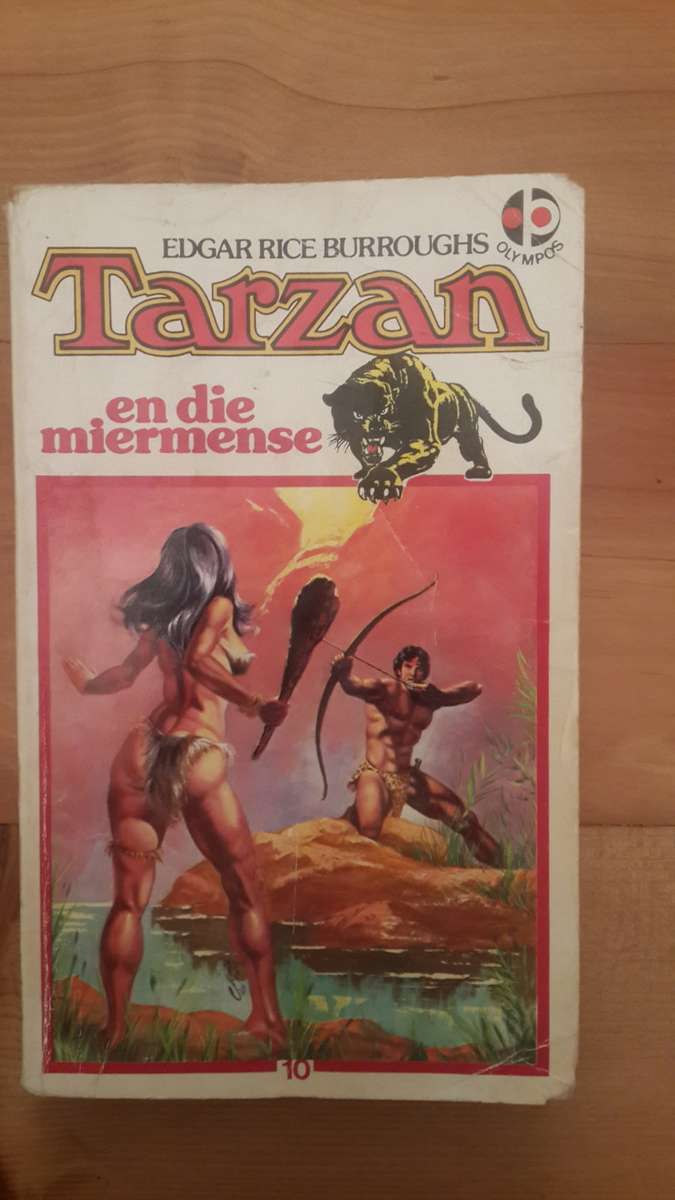 EDGAR RICE BURROUGHS
OLYMPOS
Tarzan
en die
miermense
10